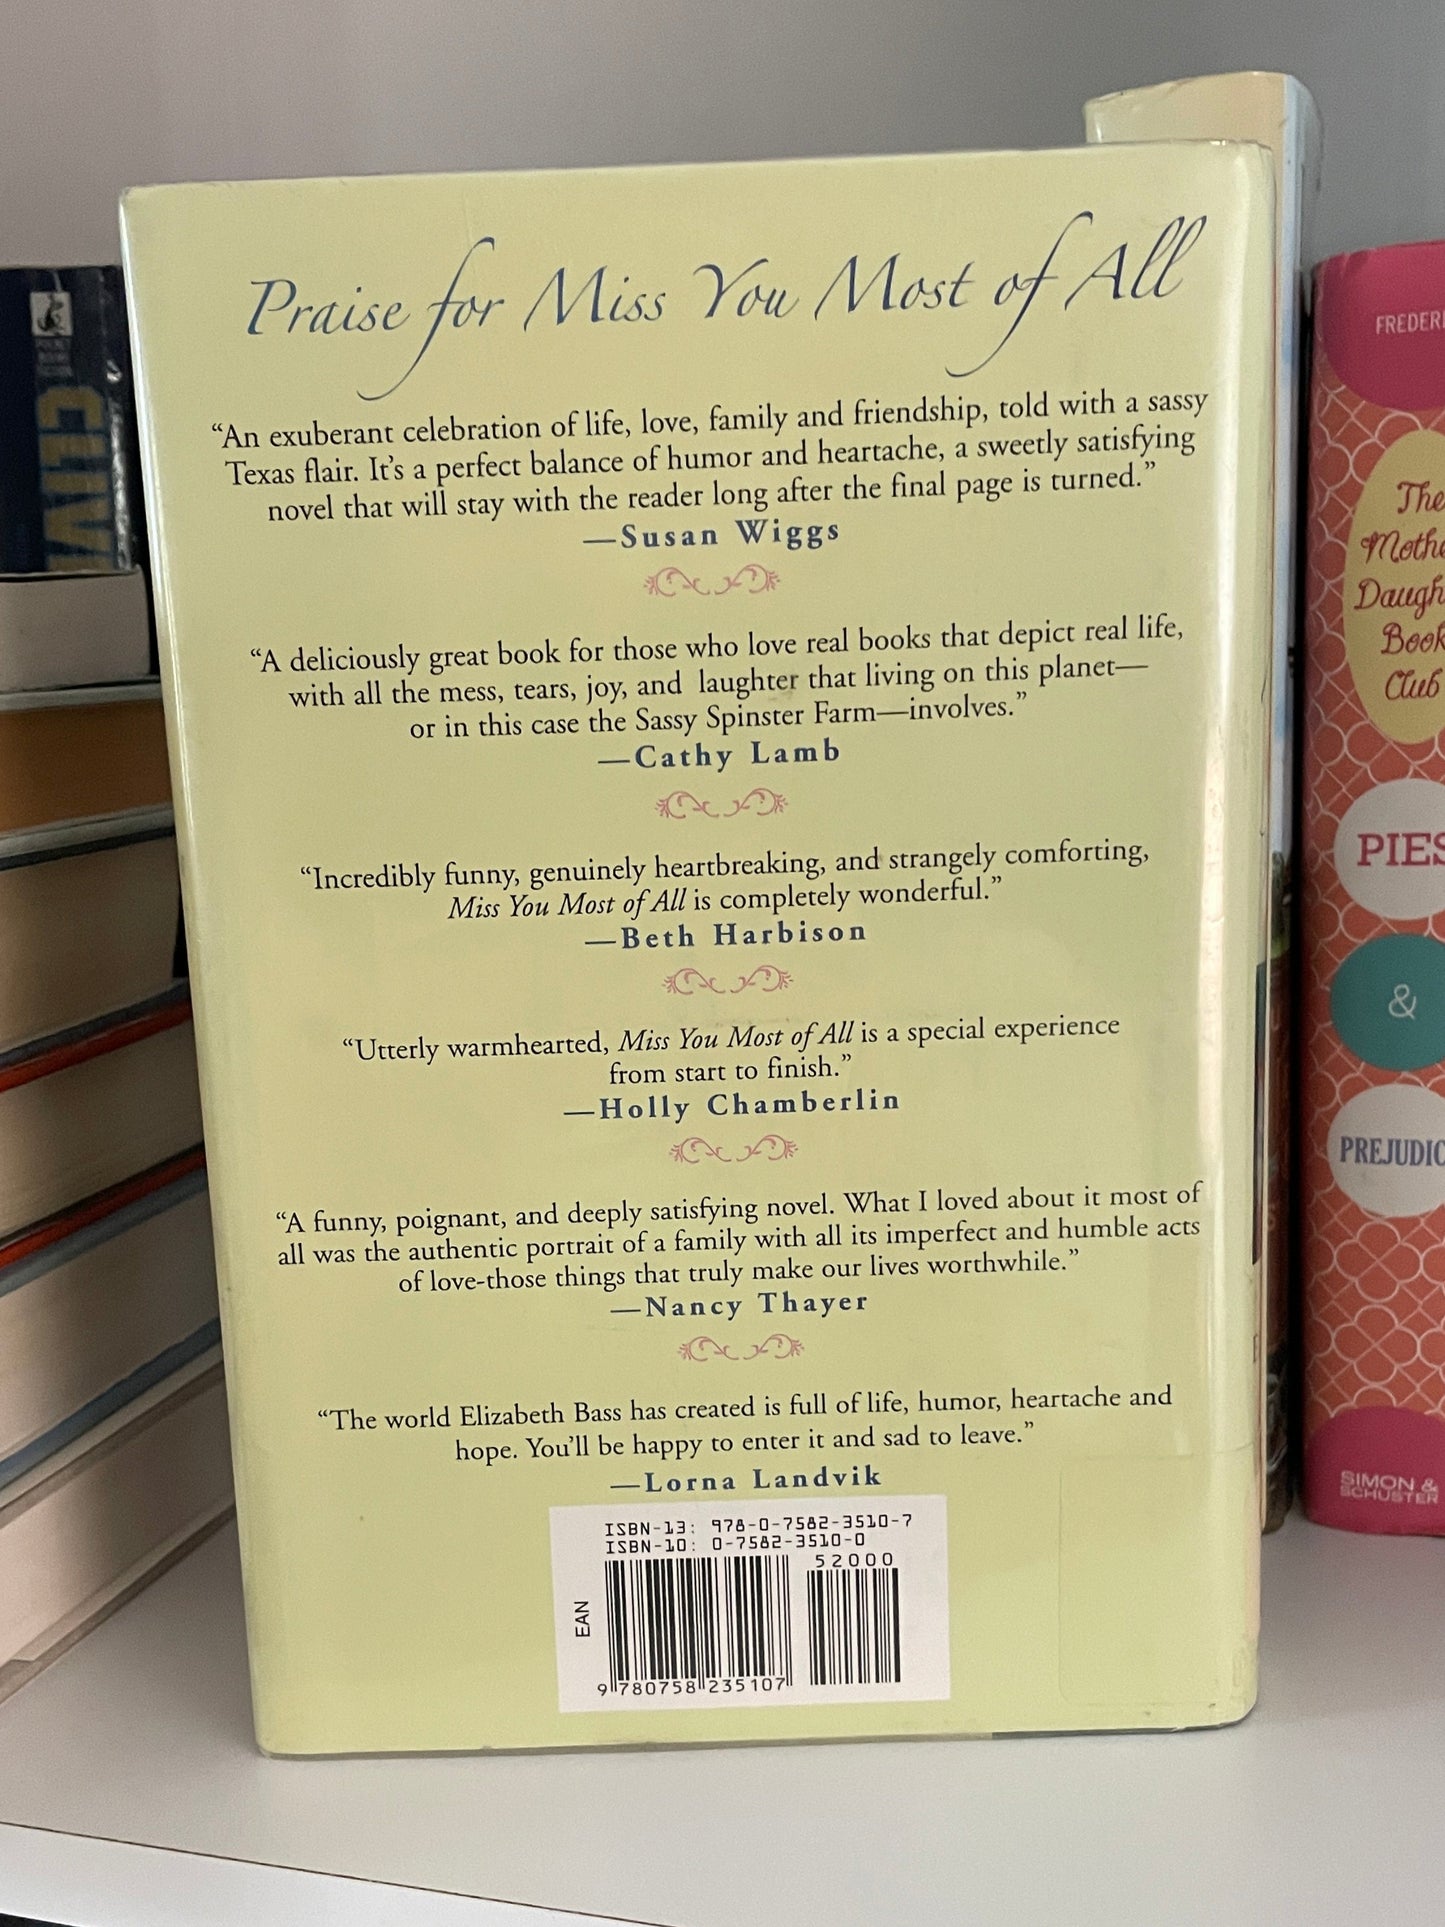 Praise for Miss You Most of All
“An exuberant celebration of life, love, family and friendship, told with a sassy
Texas flair. It’s a perfect balance of humor and heartache, a sweetly satisfying
novel that will stay with the reader long after the final page is turned.”
—Susan Wiggs
“A deliciously great book for those who love real books that depict real life,
with all the mess, tears, joy, and laughter that living on this planet—
or in this case the Sassy Spinster Farm—involves.”
—Cathy Lamb
“Incredibly funny, genuinely heartbreaking, and strangely comforting,
Miss You Most of All is completely wonderful.”
—Beth Harbison
“Utterly warmhearted, Miss You Most of All is a special experience
from start to finish.”
—Holly Chamberlin
“A funny, poignant, and deeply satisfying novel. What I loved about it most of
all was the authentic portrait of a family with all its imperfect and humble acts
of love-those things that truly make our lives worthwhile.”
—Nancy Thayer
“The world Elizabeth Bass has created is full of life, humor, heartache and
hope. You’ll be happy to enter it and sad to leave.”
—Lorna Landvik
ISBN-13: 978-0-7582-3510-7
ISBN-10: 0-7582-3510-0
52000
EAN
9 780758 235107
CLIV
FREDER
The
Mothe
Daugh
Book
Club
PIES
&
PREJUDIC
SIMON &
SCHUSTER